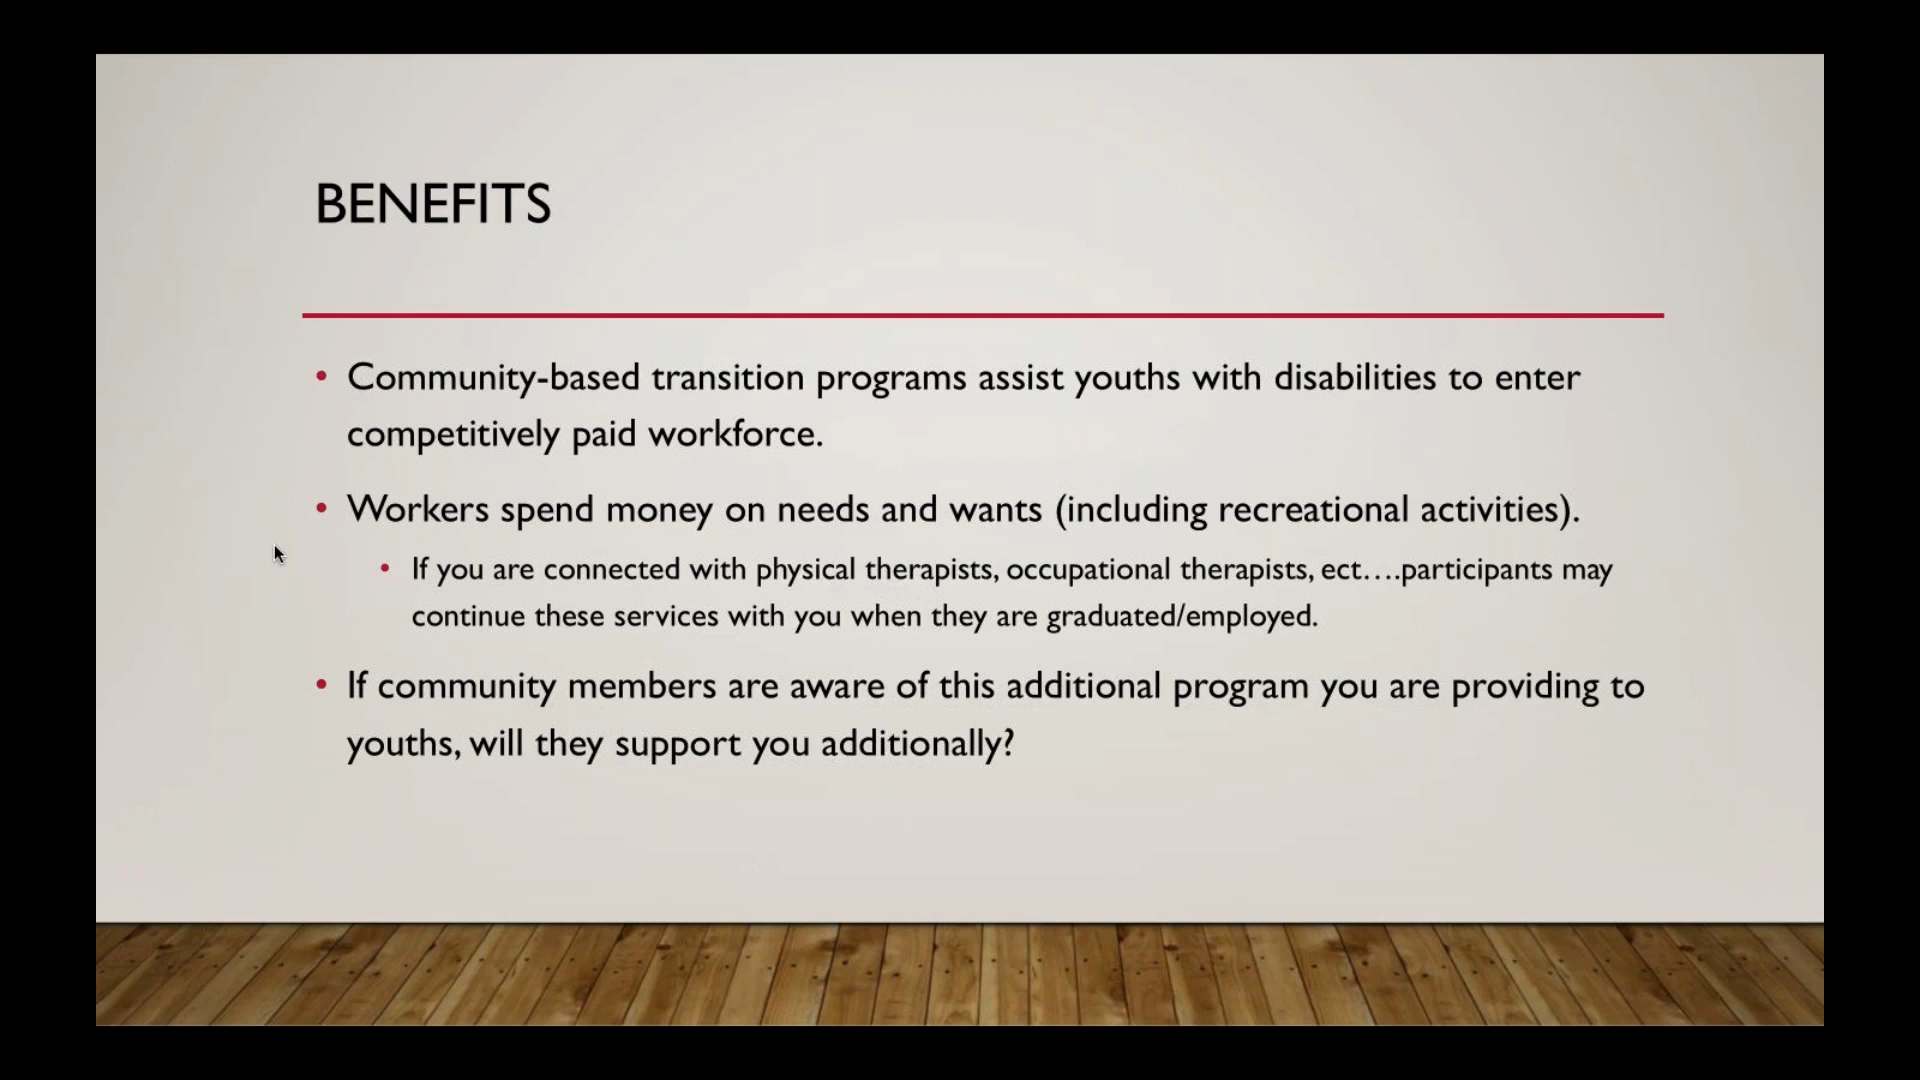 BENEFITS
• Community-based transition programs assist youths with disabilities to enter
competitively paid workforce.
• Workers spend money on needs and wants (including recreational activities).
• If you are connected with physical therapists, occupational therapists, ect….participants may
continue these services with you when they are graduated/employed.
• If community members are aware of this additional program you are providing to
youths, will they support you additionally?